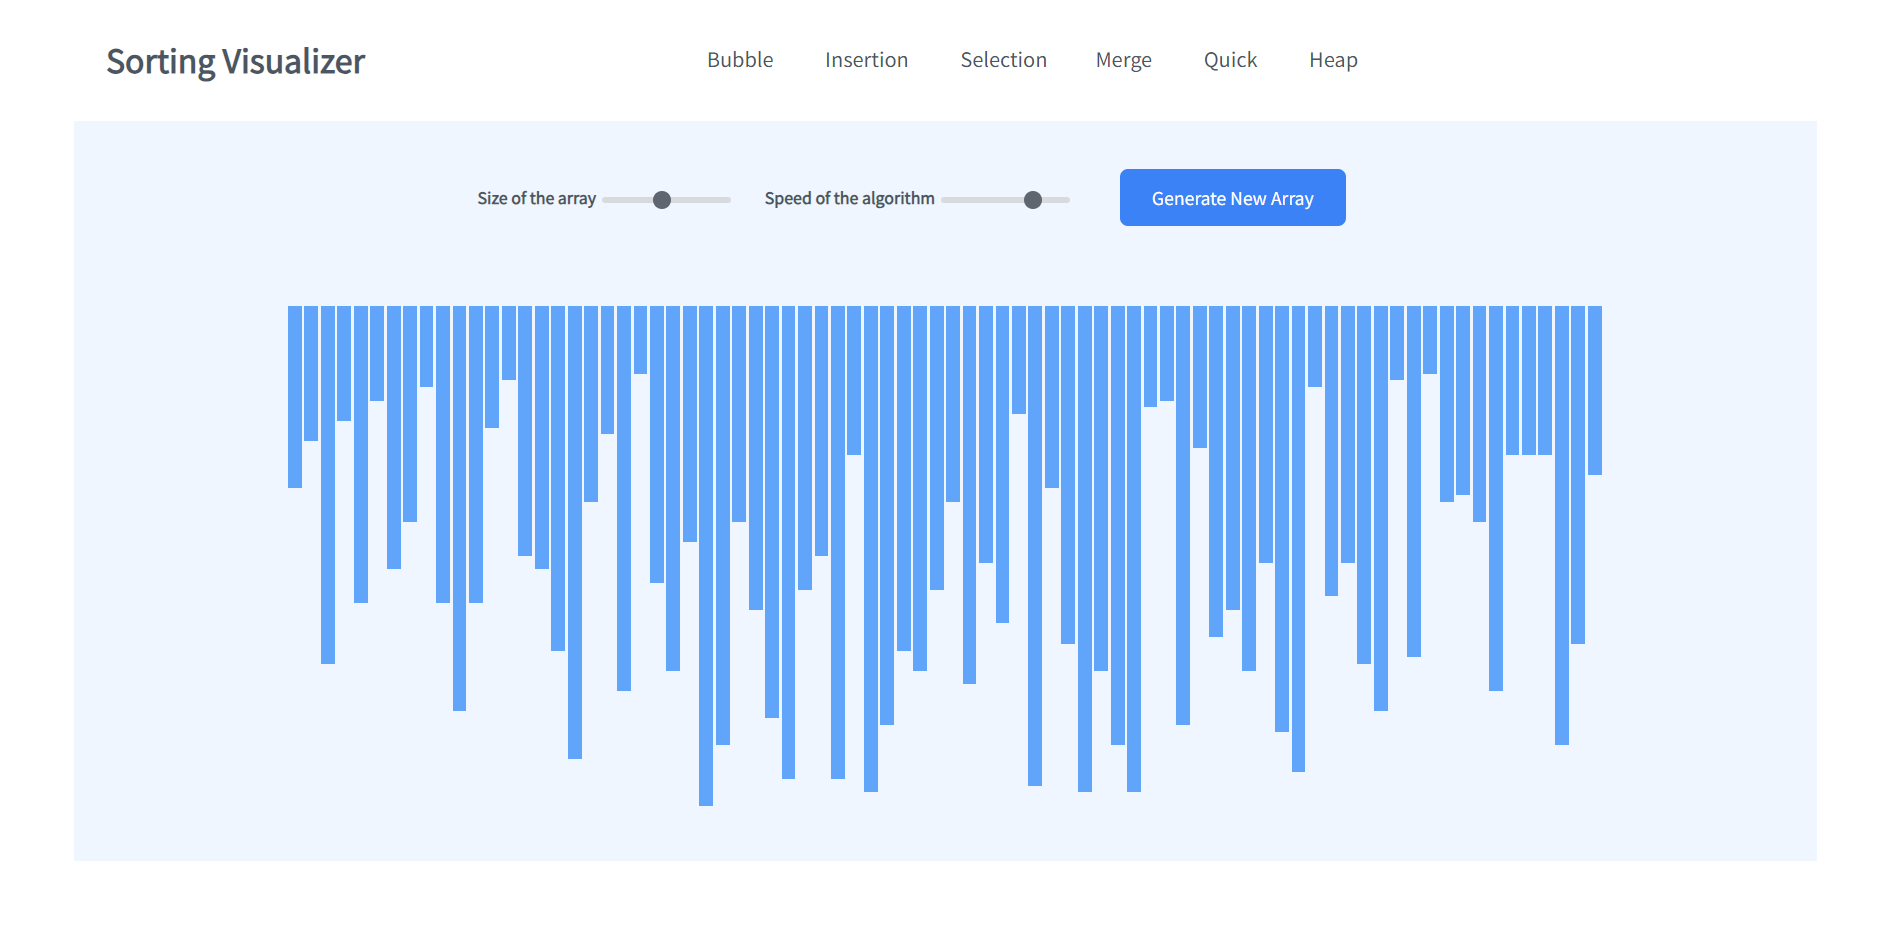 Sorting Visualizer
Bubble Insertion Selection Merge Quick Heap
Size of the array Speed of the algorithm Generate New Array